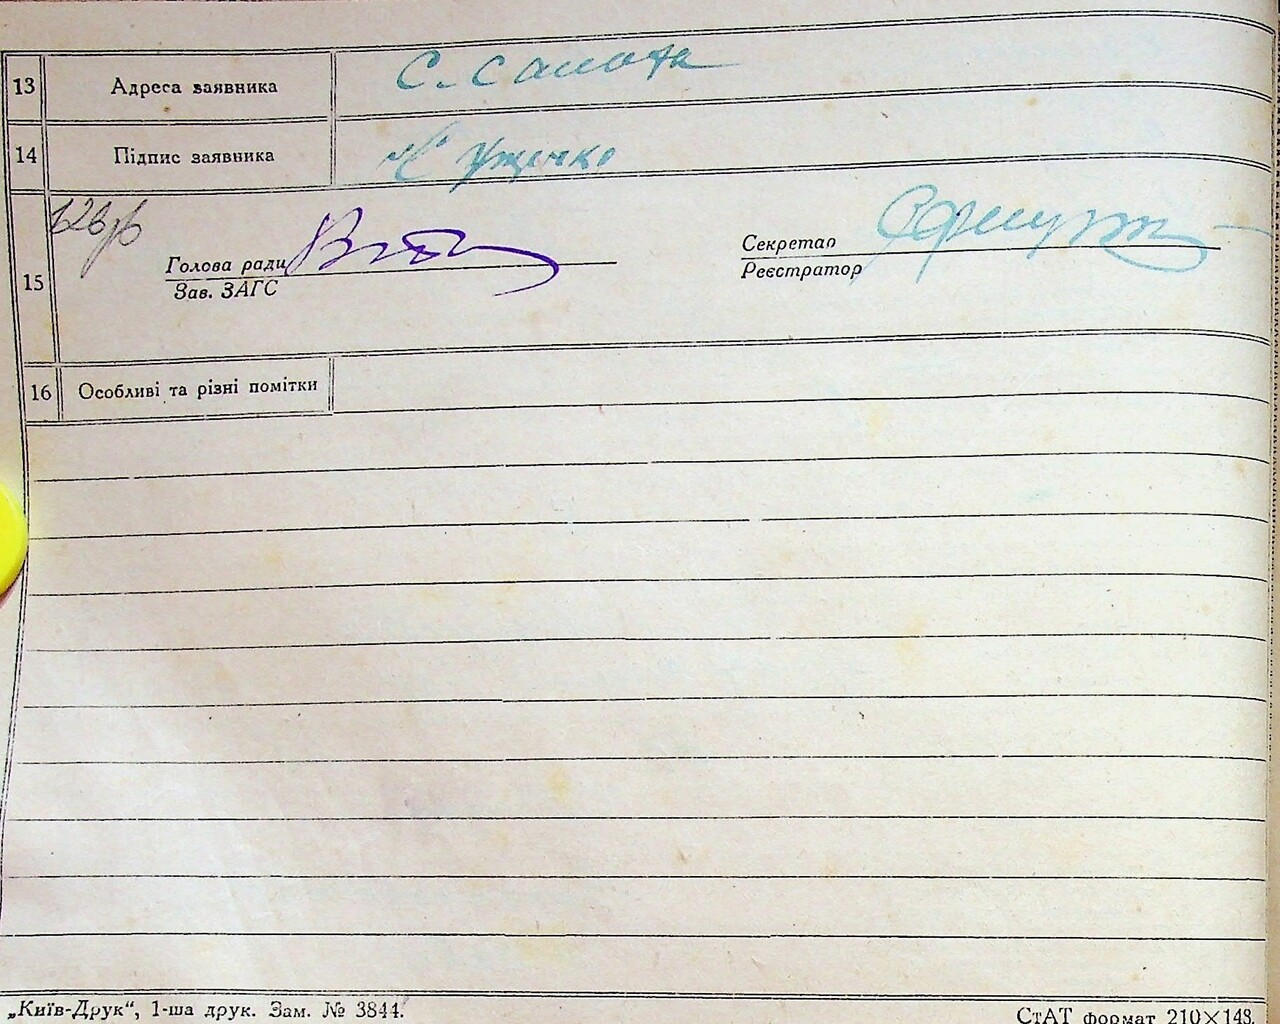 13 Адреса заявника с. Самота
14 Підпис заявника
15
Голова ради
Зав. ЗАГС
Секретар
Реєстратор
16 Особливі та різні помітки
„Київ-Друк“, 1-ша друк. Зам. № 3844.
СтАТ формат 210×148.